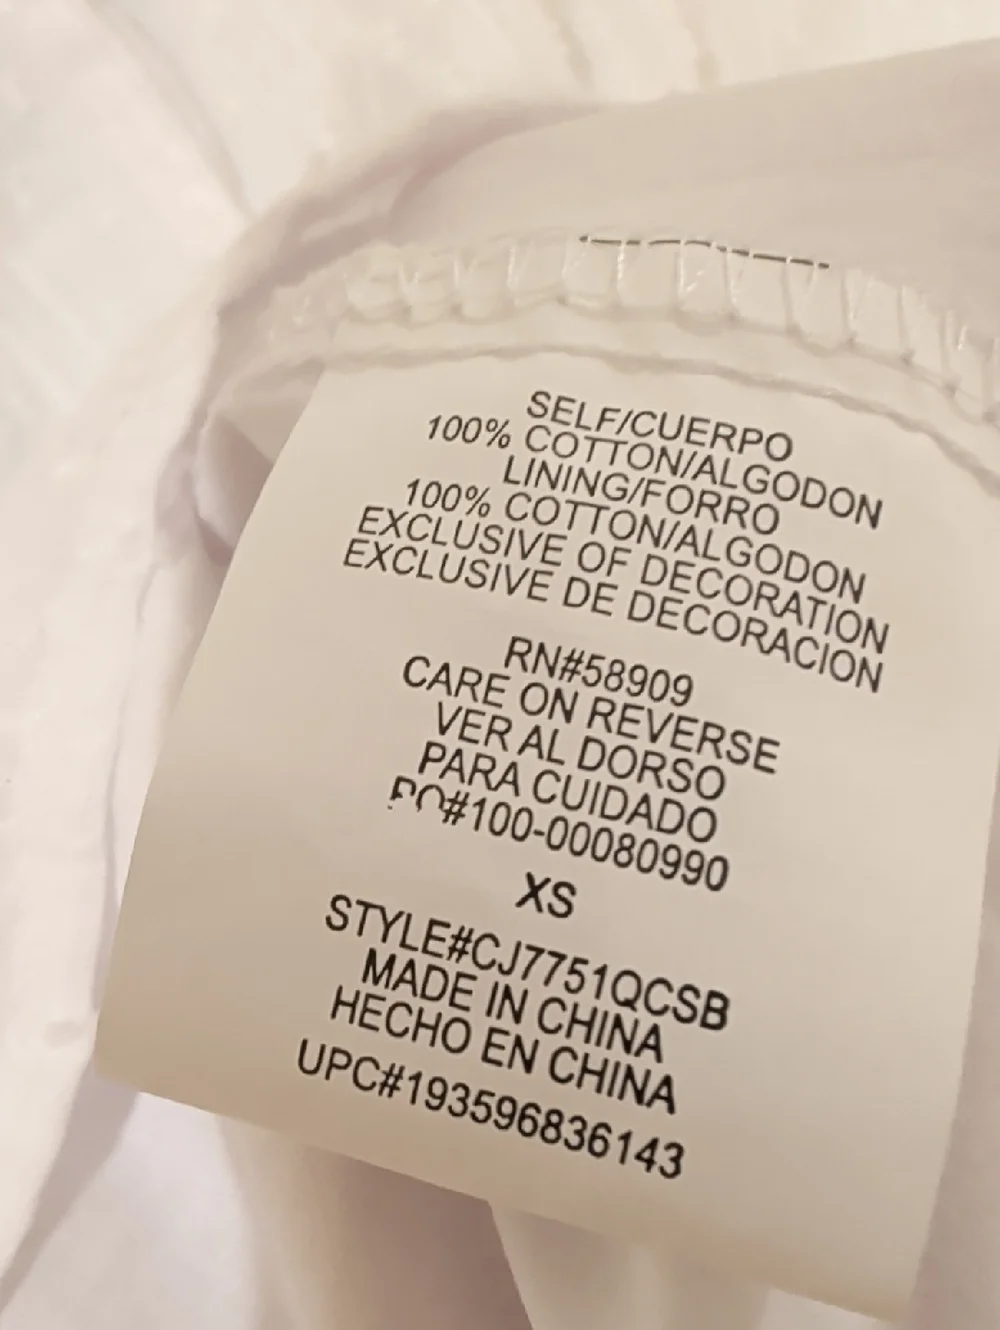 SELF/CUERPO
100% COTTON/ALGODON
LINING/FORRO
100% COTTON/ALGODON
EXCLUSIVE OF DECORATION
EXCLUSIVE DE DECORACION
RN#58909
CARE ON REVERSE
VER AL DORSO
PARA CUIDADO
PO#100-00080990
XS
STYLE#CJ7751QCSB
MADE IN CHINA
HECHO EN CHINA
UPC#193596836143